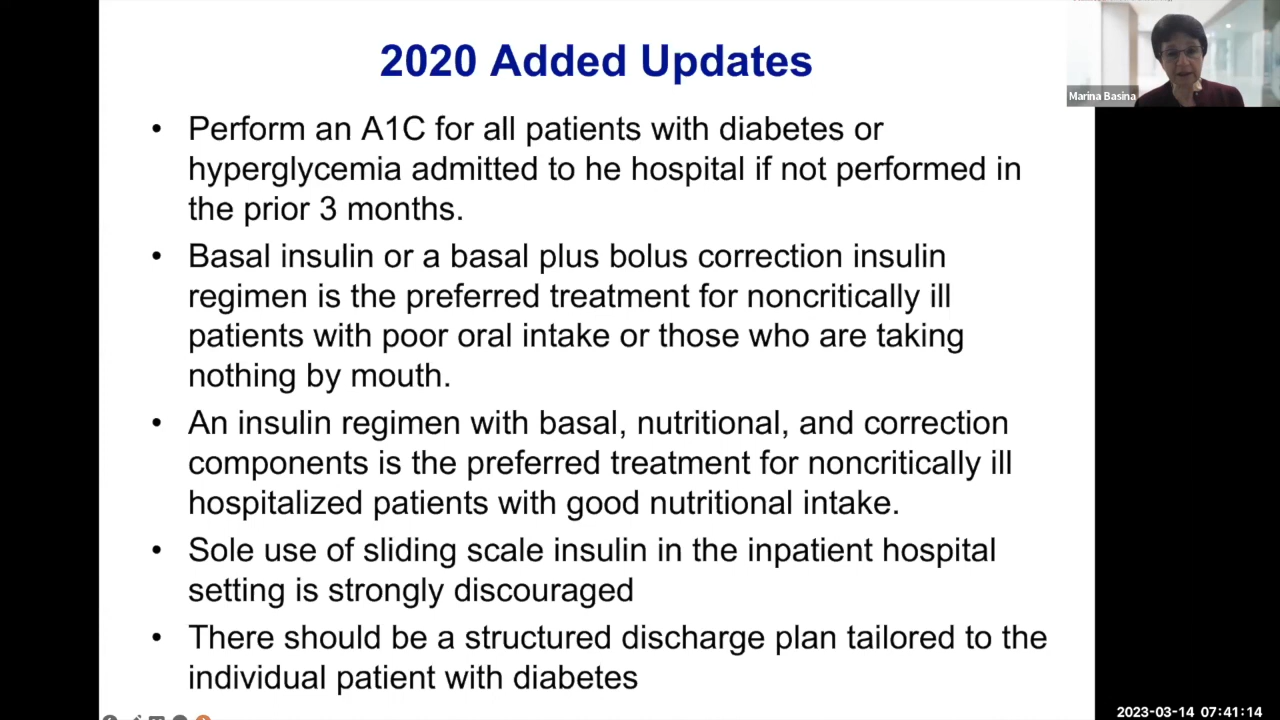 2020 Added Updates
• Perform an A1C for all patients with diabetes or
hyperglycemia admitted to he hospital if not performed in
the prior 3 months.
• Basal insulin or a basal plus bolus correction insulin
regimen is the preferred treatment for noncritically ill
patients with poor oral intake or those who are taking
nothing by mouth.
• An insulin regimen with basal, nutritional, and correction
components is the preferred treatment for noncritically ill
hospitalized patients with good nutritional intake.
• Sole use of sliding scale insulin in the inpatient hospital
setting is strongly discouraged
• There should be a structured discharge plan tailored to the
individual patient with diabetes
Marina Basina
2023-03-14 07:41:14